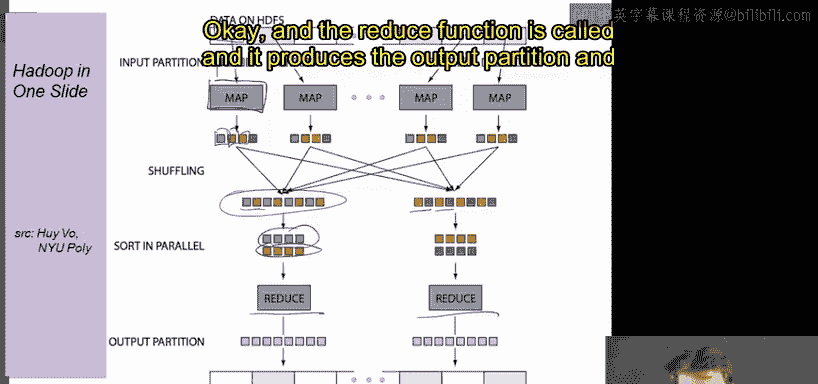 英字幕课程资源@bilibili.com
DATA ON HDFS
Okay, and the reduce function is called
and it produces the output partition and
Hadoop in
One Slide
INPUT PARTITION
MAP
MAP
MAP
MAP
SHUFFLING
src: Huy Vo,
NYU Poly
SORT IN PARALLEL
REDUCE
REDUCE
OUTPUT PARTITION